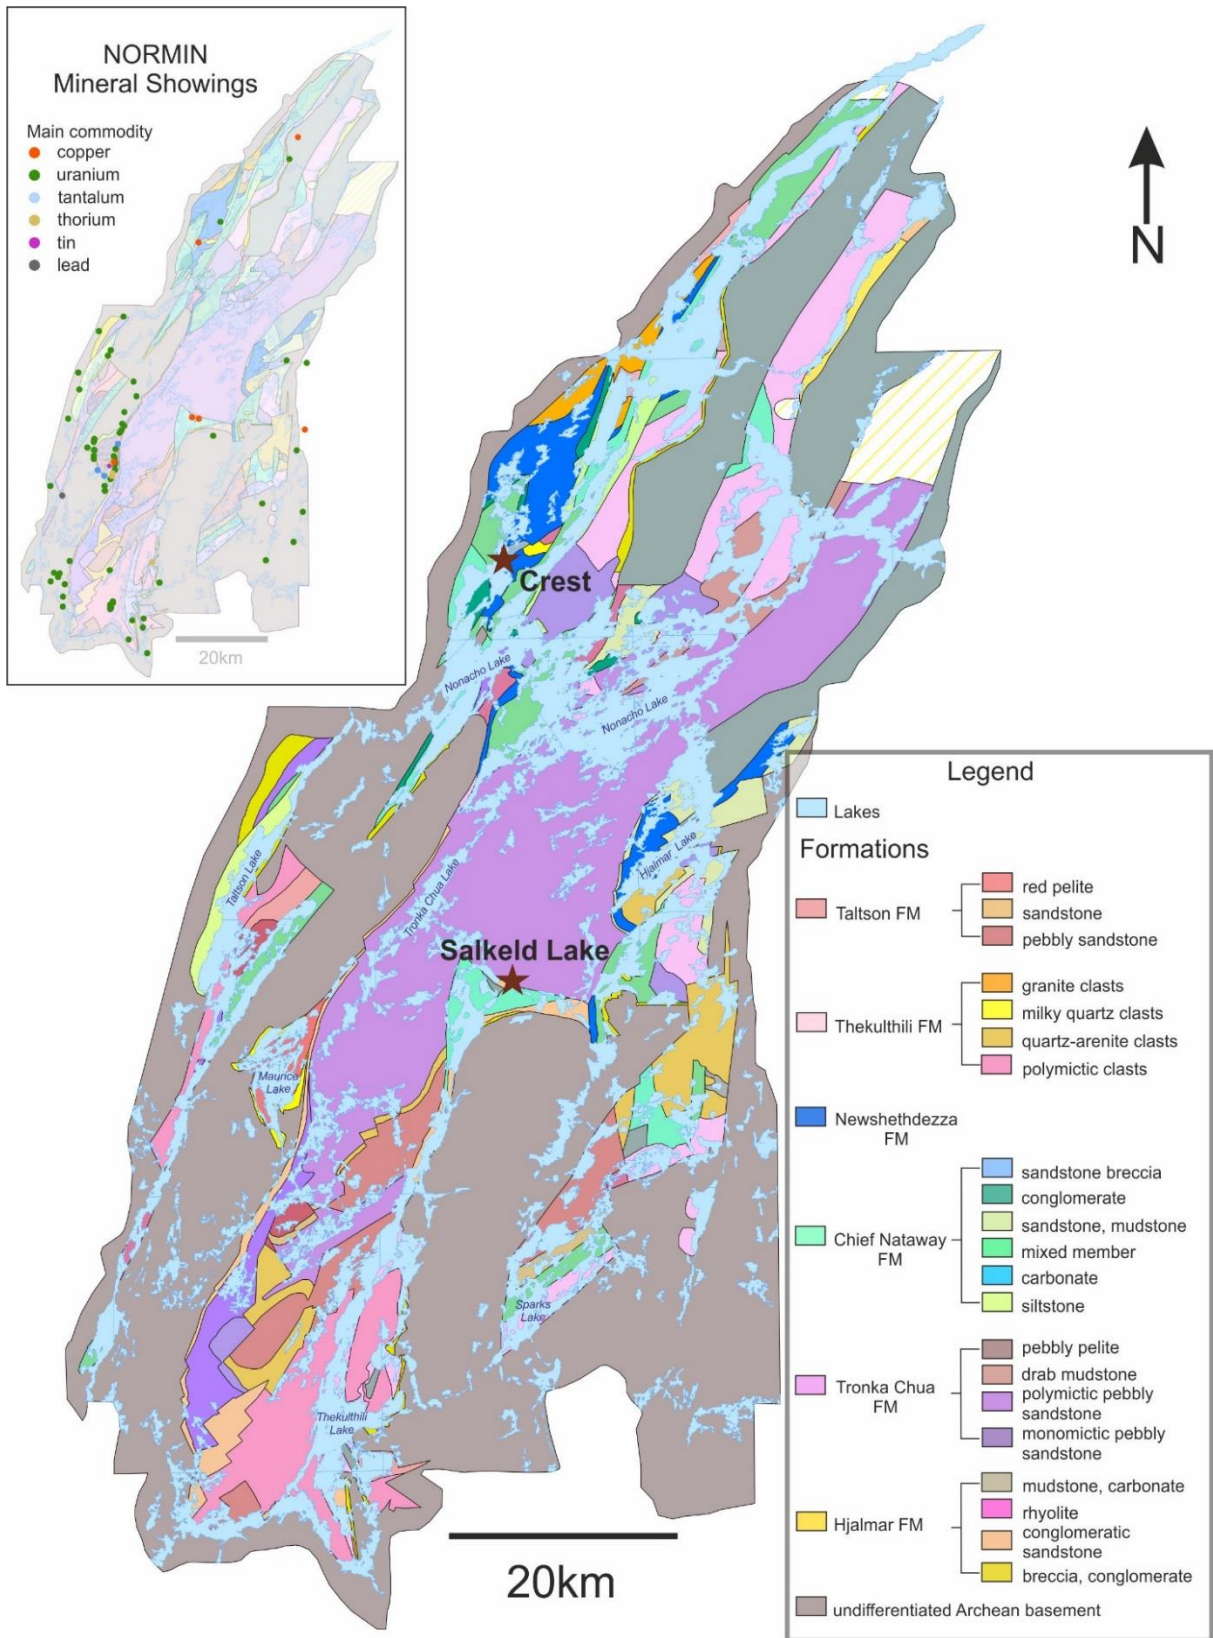 NORMIN
Mineral Showings
Main commodity
copper
uranium
tantalum
thorium
tin
lead
20km
N
Crest
Nonacho Lake
Nonacho Lake
Taltson Lake
Tronka Chua Lake
Hjalmar Lake
Salkeld Lake
Maurice
Lake
Sparks
Lake
Thekulthili
Lake
20km
Legend
Lakes
Formations
Taltson FM
red pelite
sandstone
pebbly sandstone
Thekulthili FM
granite clasts
milky quartz clasts
quartz-arenite clasts
polymictic clasts
Newshethdezza
FM
Chief Nataway
FM
sandstone breccia
conglomerate
sandstone, mudstone
mixed member
carbonate
siltstone
Tronka Chua
FM
pebbly pelite
drab mudstone
polymictic pebbly
sandstone
monomictic pebbly
sandstone
Hjalmar FM
mudstone, carbonate
rhyolite
conglomeratic
sandstone
breccia, conglomerate
undifferentiated Archean basement